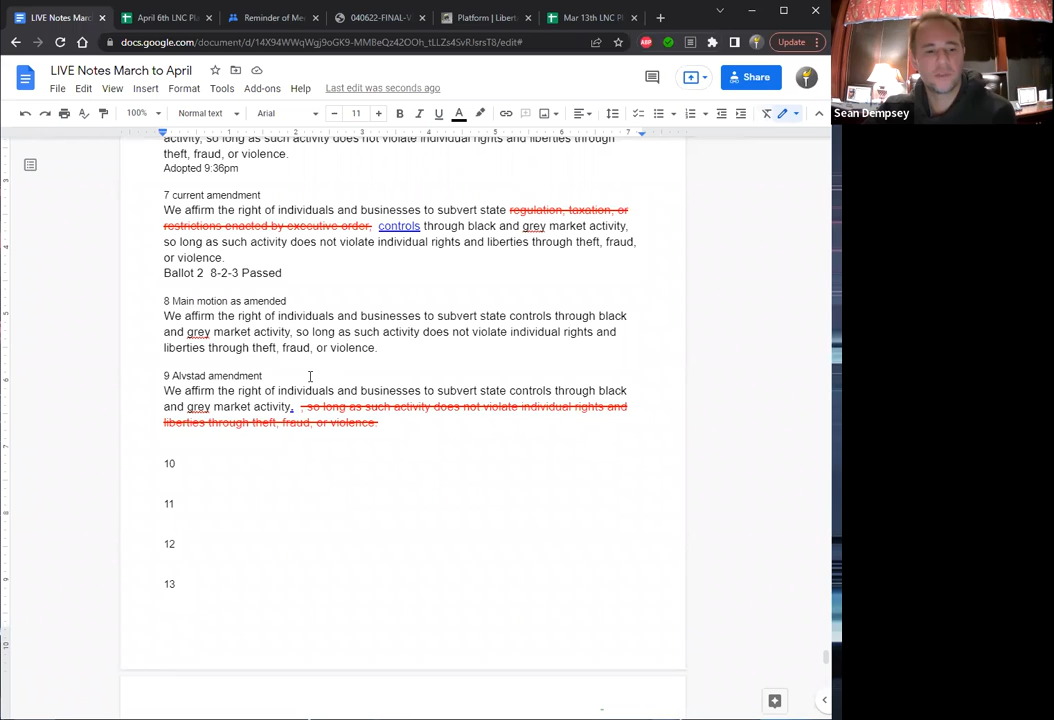 LIVE Notes March
April 6th LNC Pl
Reminder of Me
040622-FINAL-V
Platform | Libert
Mar 13th LNC Pl
docs.google.com/document/d/
Update
LIVE Notes March to April
File Edit View Insert Format Tools Add-ons Help Last edit was seconds ago
Share
100% Normal text Arial 11
1 1 2 3 4 5 6 7
Sean Dempsey
activity, so long as such activity does not violate individual rights and liberties through
theft, fraud, or violence.
Adopted 9:36pm
7 current amendment
We affirm the right of individuals and businesses to subvert state regulation, taxation, or
restrictions enacted by executive order, controls through black and grey market activity,
so long as such activity does not violate individual rights and liberties through theft, fraud,
or violence.
Ballot 2 8-2-3 Passed
8 Main motion as amended
We affirm the right of individuals and businesses to subvert state controls through black
and grey market activity, so long as such activity does not violate individual rights and
liberties through theft, fraud, or violence.
9 Alvstad amendment
We affirm the right of individuals and businesses to subvert state controls through black
and grey market activity. , so long as such activity does not violate individual rights and
liberties through theft, fraud, or violence.
10
11
12
13